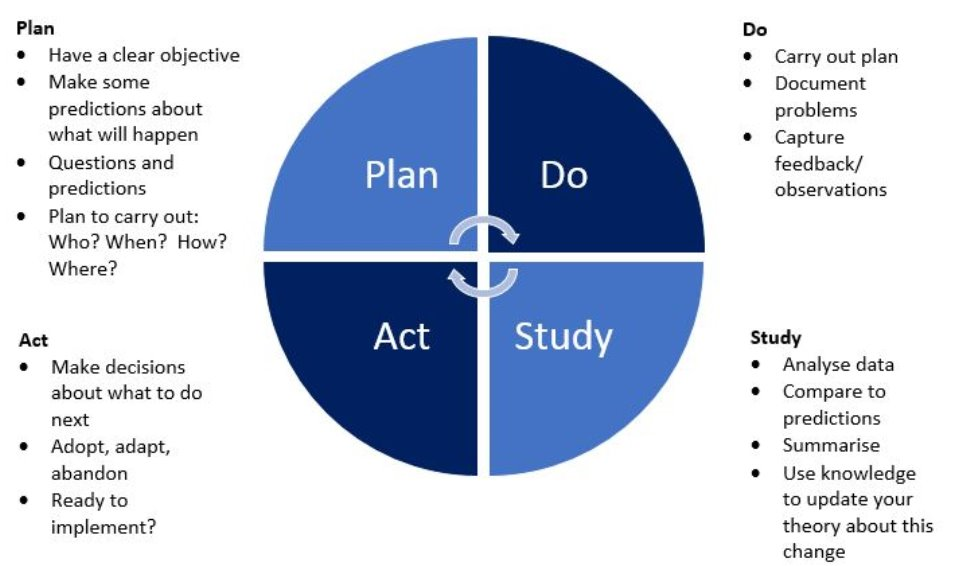 Plan
• Have a clear objective
• Make some
predictions about
what will happen
• Questions and
predictions
• Plan to carry out:
Who? When?  How?
Where?
Do
• Carry out plan
• Document
problems
• Capture
feedback/
observations
Plan
Do
Act
Study
Act
• Make decisions
about what to do
next
• Adopt, adapt,
abandon
• Ready to
implement?
Study
• Analyse data
• Compare to
predictions
• Summarise
• Use knowledge
to update your
theory about this
change